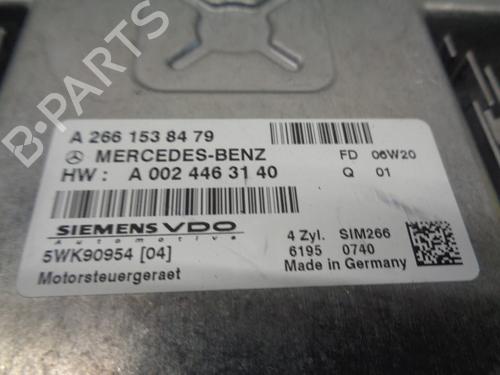 B-PARTS
A 266 153 84 79
MERCEDES-BENZ FD 06W20
HW : A 002 446 31 40 Q 01
SIEMENS VDO 4 Zyl. SIM266
Automotive 6195 0740
5WK90954 [04] Made in Germany
Motorsteuergeraet